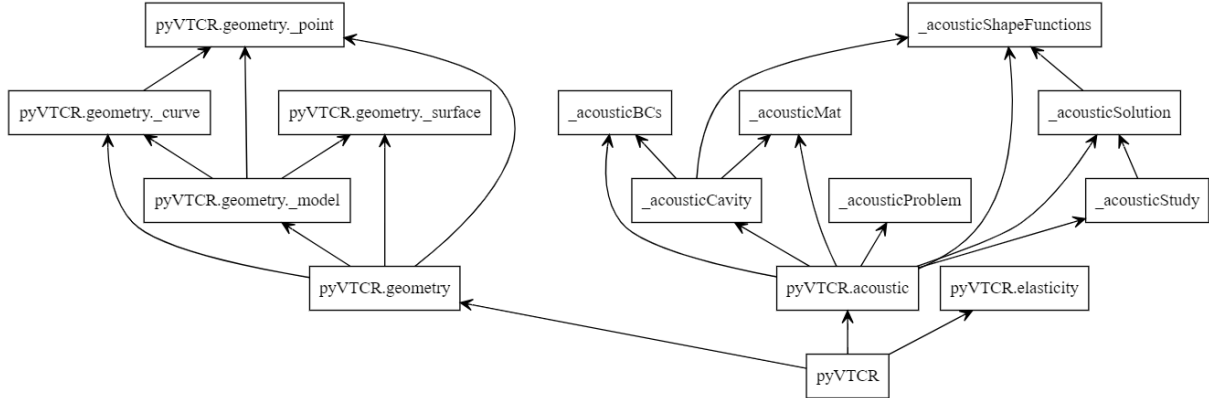 pyVTCR.geometry._point
_acousticShapeFunctions
pyVTCR.geometry._curve
pyVTCR.geometry._surface
_acousticBCs
_acousticMat
_acousticSolution
pyVTCR.geometry._model
_acousticCavity
_acousticProblem
_acousticStudy
pyVTCR.geometry
pyVTCR.acoustic
pyVTCR.elasticity
pyVTCR